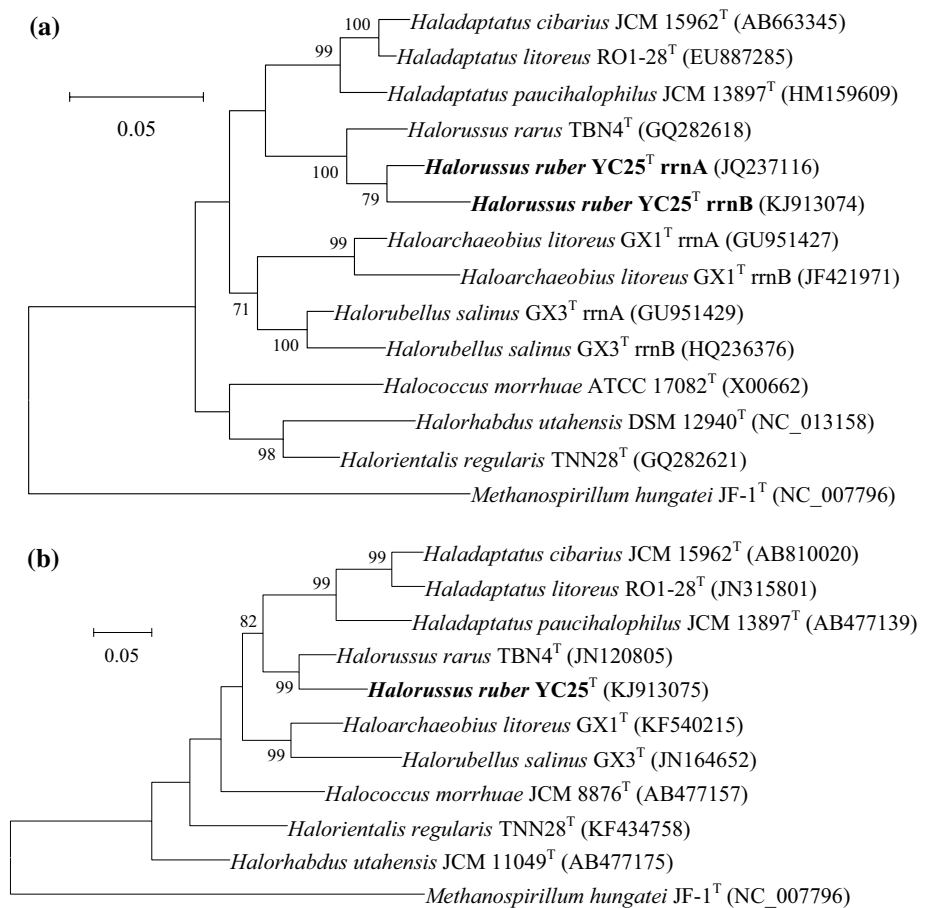 (a)
100
Haladaptatus cibarius JCM 15962T (AB663345)
99
Haladaptatus litoreus RO1-28T (EU887285)
Haladaptatus paucihalophilus JCM 13897T (HM159609)
0.05
Halorussus rarus TBN4T (GQ282618)
100
Halorussus ruber YC25T rrnA (JQ237116)
79
Halorussus ruber YC25T rrnB (KJ913074)
99
Haloarchaeobius litoreus GX1T rrnA (GU951427)
Haloarchaeobius litoreus GX1T rrnB (JF421971)
71
Halorubellus salinus GX3T rrnA (GU951429)
100
Halorubellus salinus GX3T rrnB (HQ236376)
Halococcus morrhuae ATCC 17082T (X00662)
Halorhabdus utahensis DSM 12940T (NC_013158)
98
Halorientalis regularis TNN28T (GQ282621)
Methanospirillum hungatei JF-1T (NC_007796)
(b)
99
Haladaptatus cibarius JCM 15962T (AB810020)
99
Haladaptatus litoreus RO1-28T (JN315801)
82
Haladaptatus paucihalophilus JCM 13897T (AB477139)
0.05
Halorussus rarus TBN4T (JN120805)
99
Halorussus ruber YC25T (KJ913075)
Haloarchaeobius litoreus GX1T (KF540215)
99
Halorubellus salinus GX3T (JN164652)
Halococcus morrhuae JCM 8876T (AB477157)
Halorientalis regularis TNN28T (KF434758)
Halorhabdus utahensis JCM 11049T (AB477175)
Methanospirillum hungatei JF-1T (NC_007796)